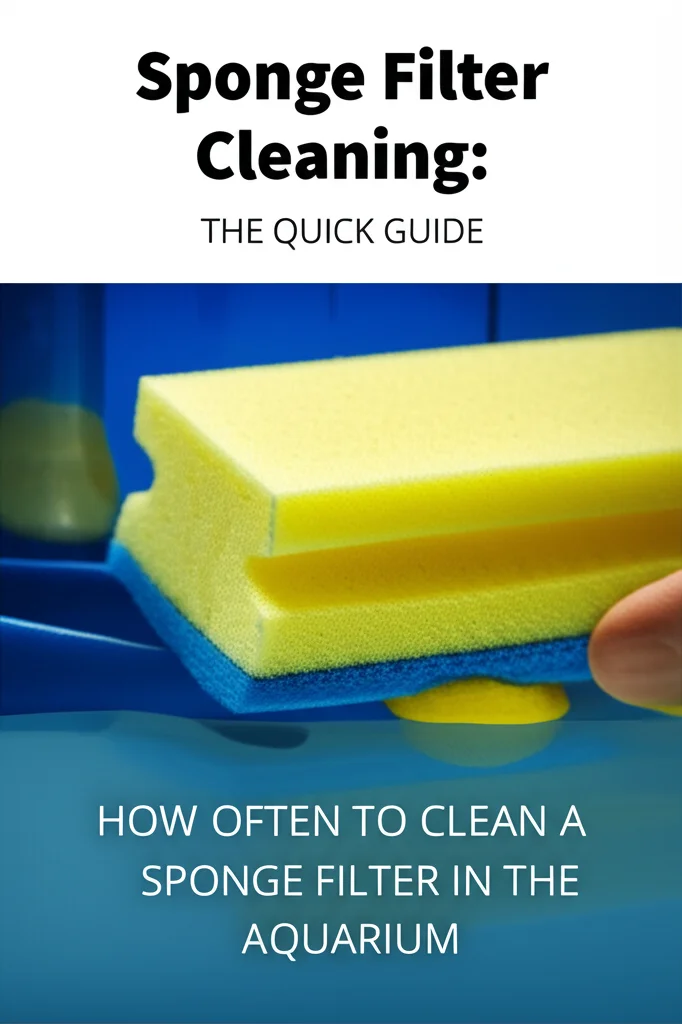 Sponge Filter
Cleaning:
THE QUICK GUIDE
HOW OFTEN TO CLEAN A
SPONGE FILTER IN THE
AQUARIUM